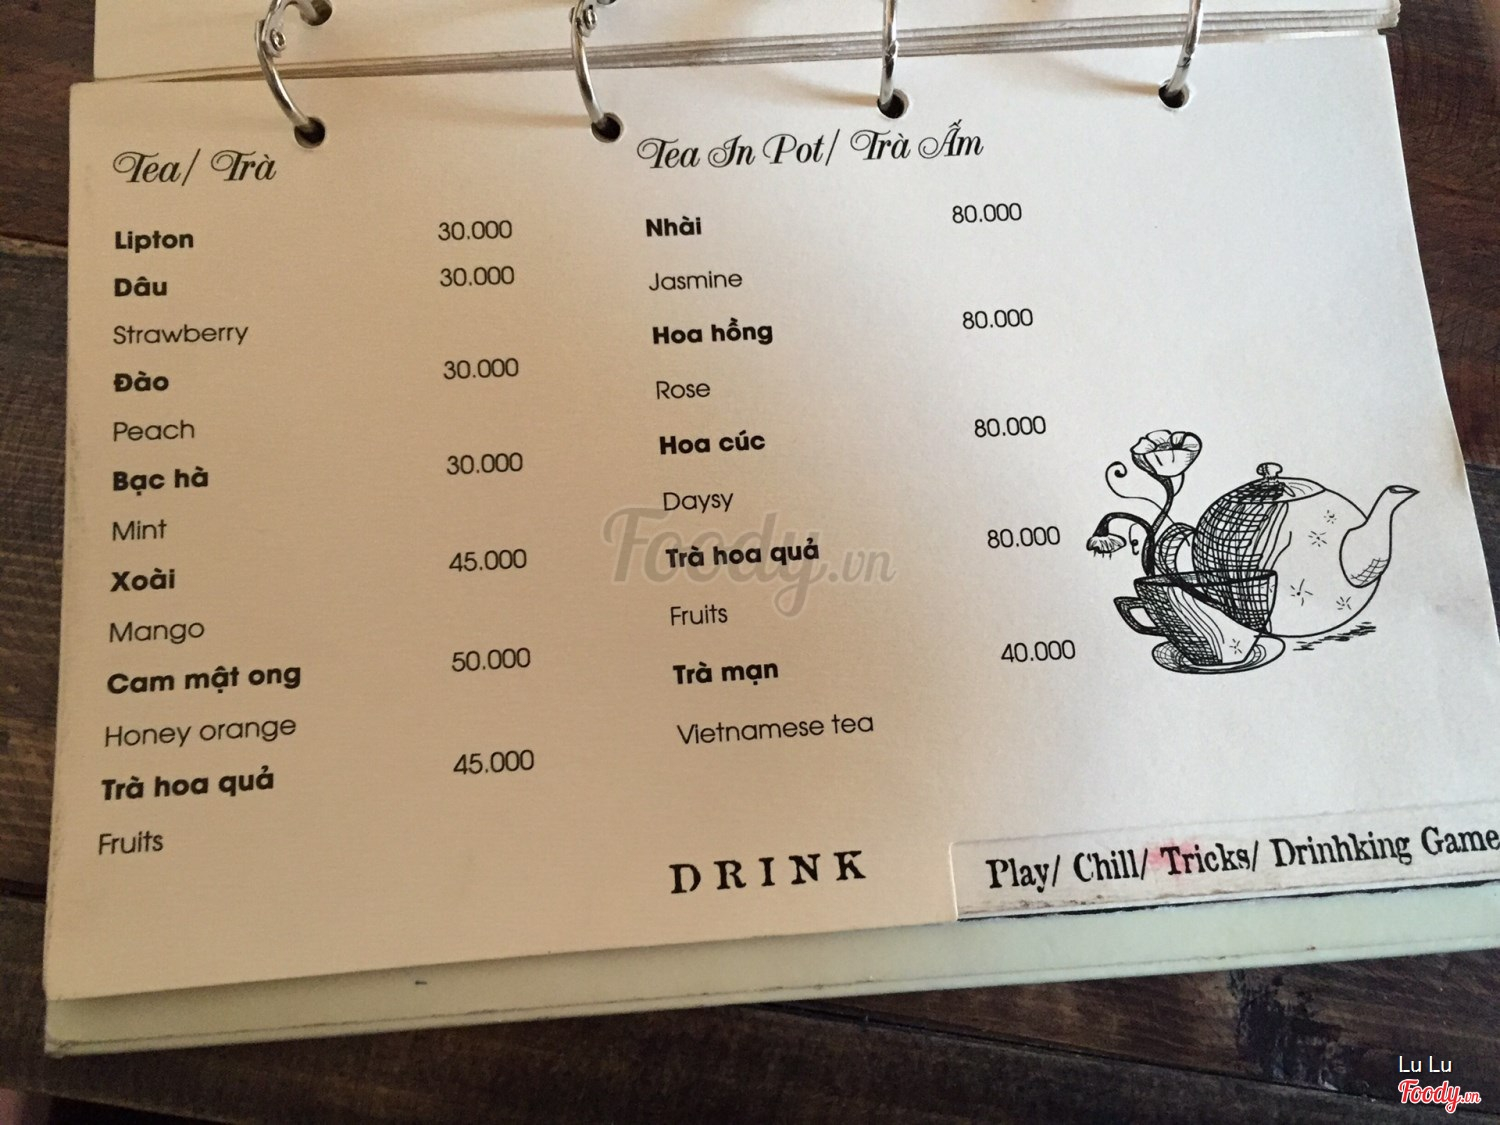 Tea/ Trà
Lipton 30.000
Dâu 30.000
Strawberry
Đào 30.000
Peach
Bạc hà 30.000
Mint
Xoài 45.000
Mango
Cam mật ong 50.000
Honey orange
Trà hoa quả 45.000
Fruits
Tea In Pot/ Trà Ấm
Nhài 80.000
Jasmine
Hoa hồng 80.000
Rose
Hoa cúc 80.000
Daysy
Trà hoa quả 80.000
Fruits
Trà mạn 40.000
Vietnamese tea
DRINK
Play/ Chill/ Tricks/ Drinhking Game
Foody.vn
Lu Lu
Foody.vn